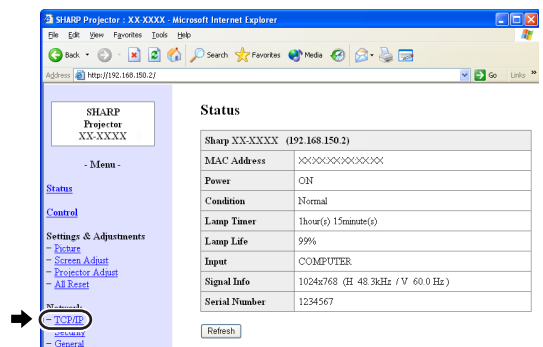 SHARP Projector : XX-XXXX - Microsoft Internet Explorer
File Edit View Favorites Tools Help
Back Search Favorites Media
Address http://192.168.150.2/ Go Links »
SHARP
Projector
XX-XXXX
- Menu -
Status
Control
Settings & Adjustments
– Picture
– Screen Adjust
– Projector Adjust
– All Reset
Network
– TCP/IP
– Security
– General
Status
Sharp XX-XXXX (192.168.150.2)
MAC Address XXXXXXXXXXXX
Power ON
Condition Normal
Lamp Timer 1hour(s) 15minute(s)
Lamp Life 99%
Input COMPUTER
Signal Info 1024x768 (H 48.3kHz / V 60.0 Hz )
Serial Number 1234567
Refresh